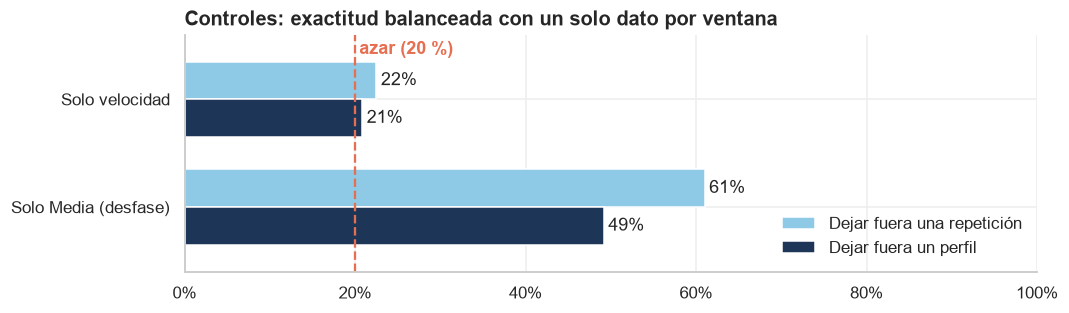 Controles: exactitud balanceada con un solo dato por ventana
azar (20 %)
Solo velocidad
22%
21%
Solo Media (desfase)
61%
49%
Dejar fuera una repetición
Dejar fuera un perfil
0% 20% 40% 60% 80% 100%